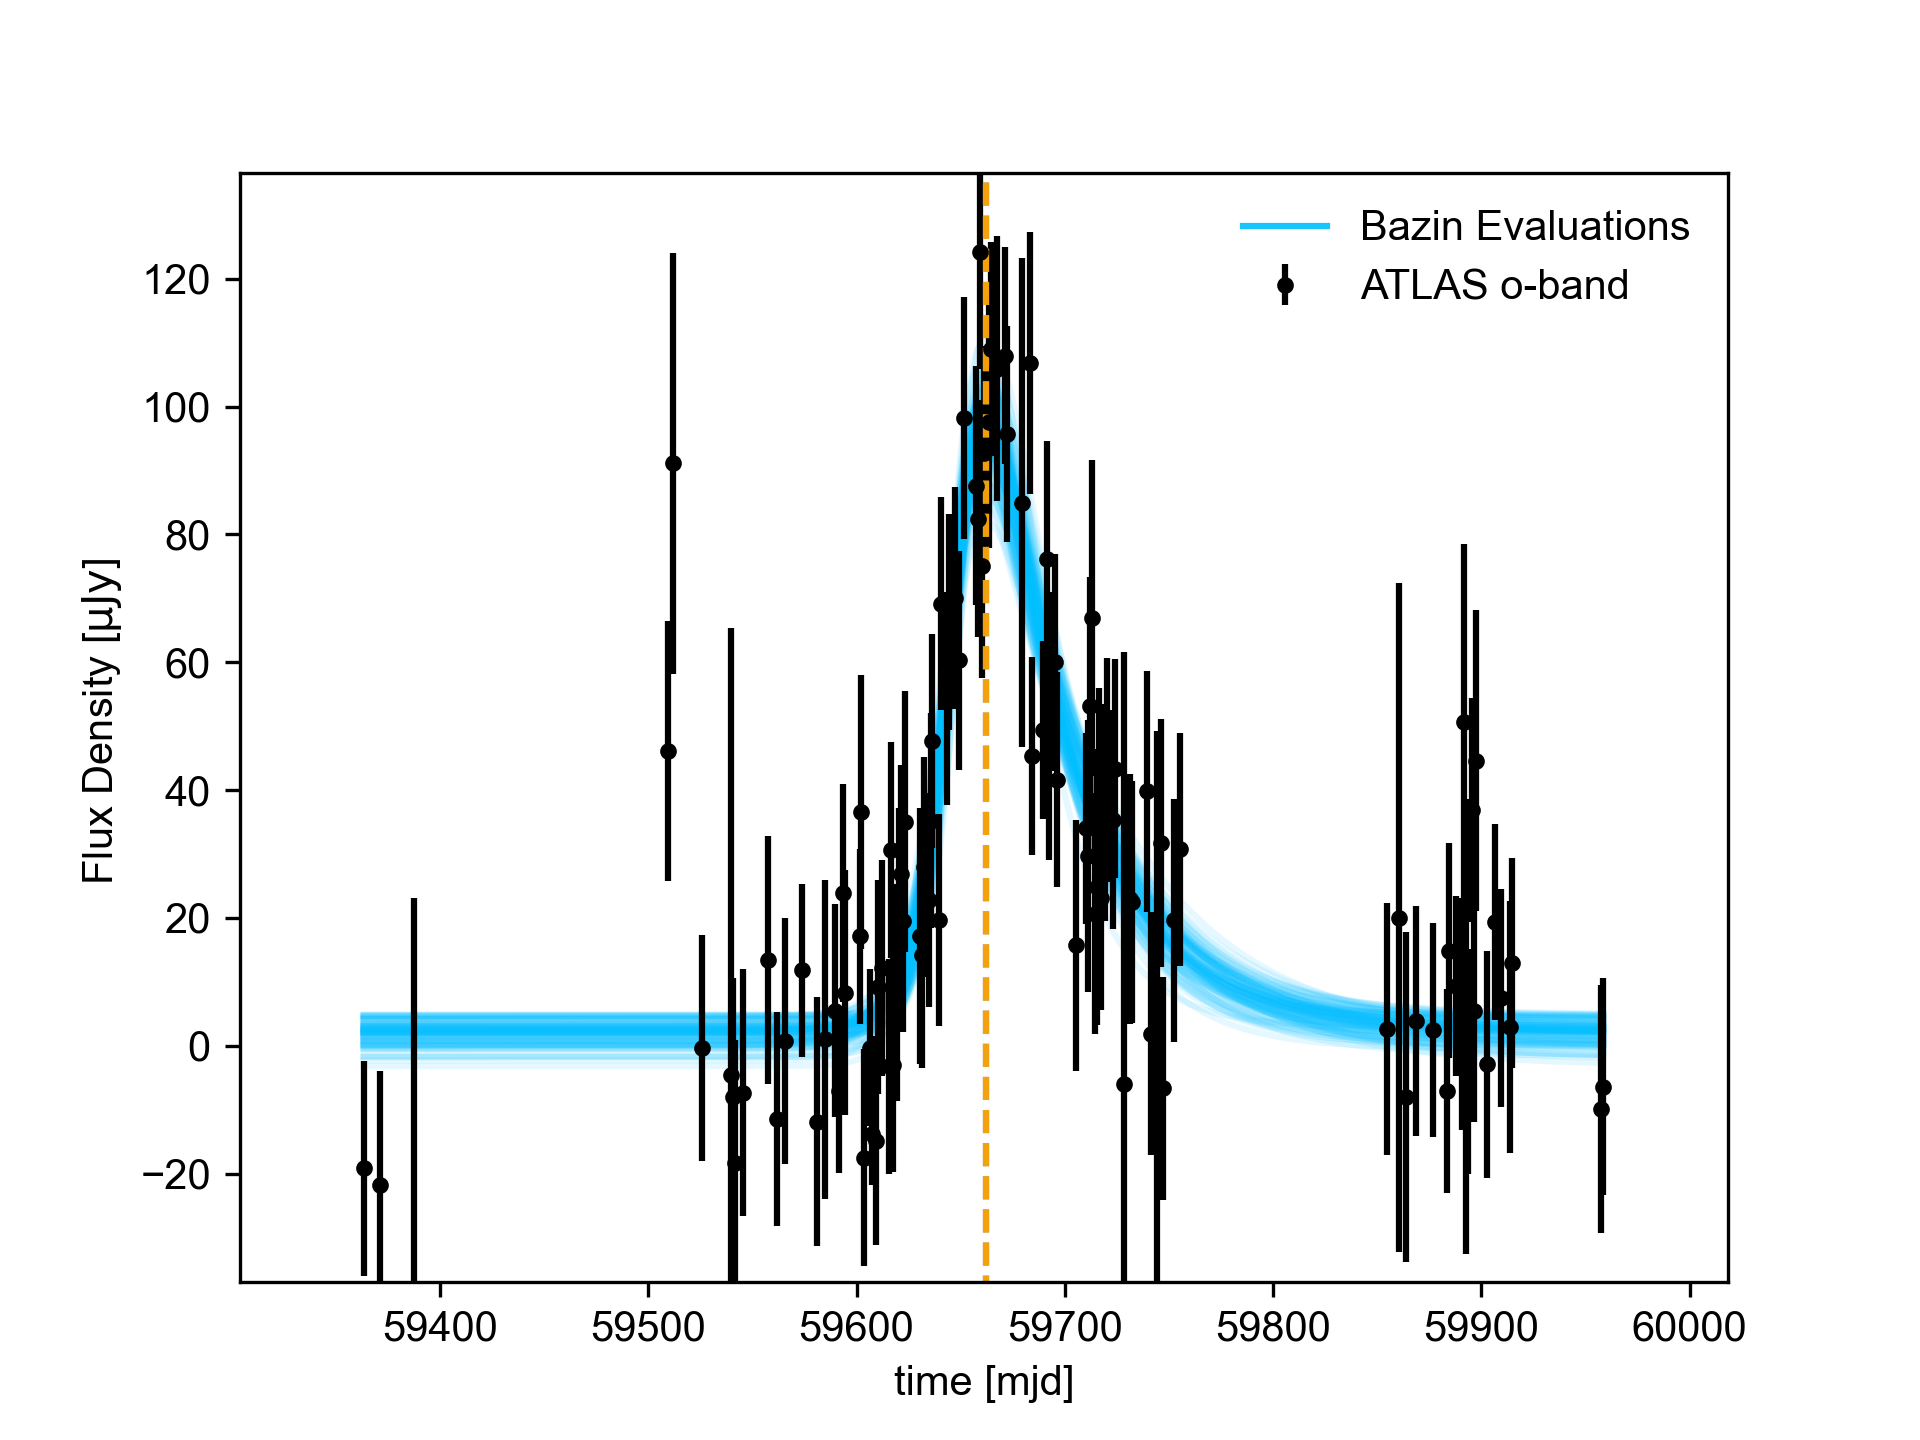 Bazin Evaluations
ATLAS o-band
120
100
80
60
40
20
0
−20
Flux Density [µJy]
59400 59500 59600 59700 59800 59900 60000
time [mjd]